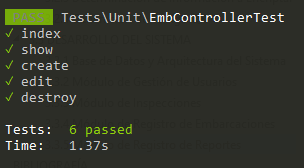 PASS Tests\Unit\EmbControllerTest
✓ index
✓ show
✓ create
✓ edit
✓ destroy
Tests: 6 passed
Time: 1.37s